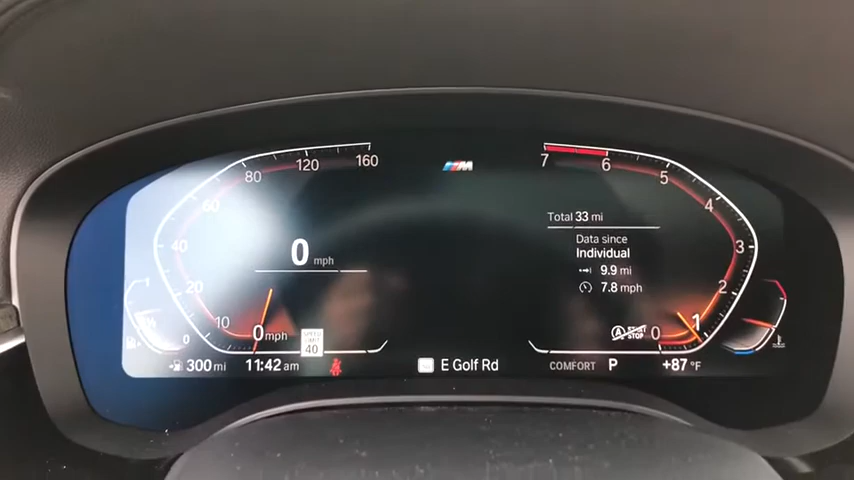 160
120
80
60
40
20
10
0 mph
0 mph
SPEED LIMIT 40
M
7
6
5
4
3
2
1
0
Total 33 mi
Data since
Individual
9.9 mi
7.8 mph
A START STOP
300 mi
11:42 am
E Golf Rd
COMFORT P
+87 °F